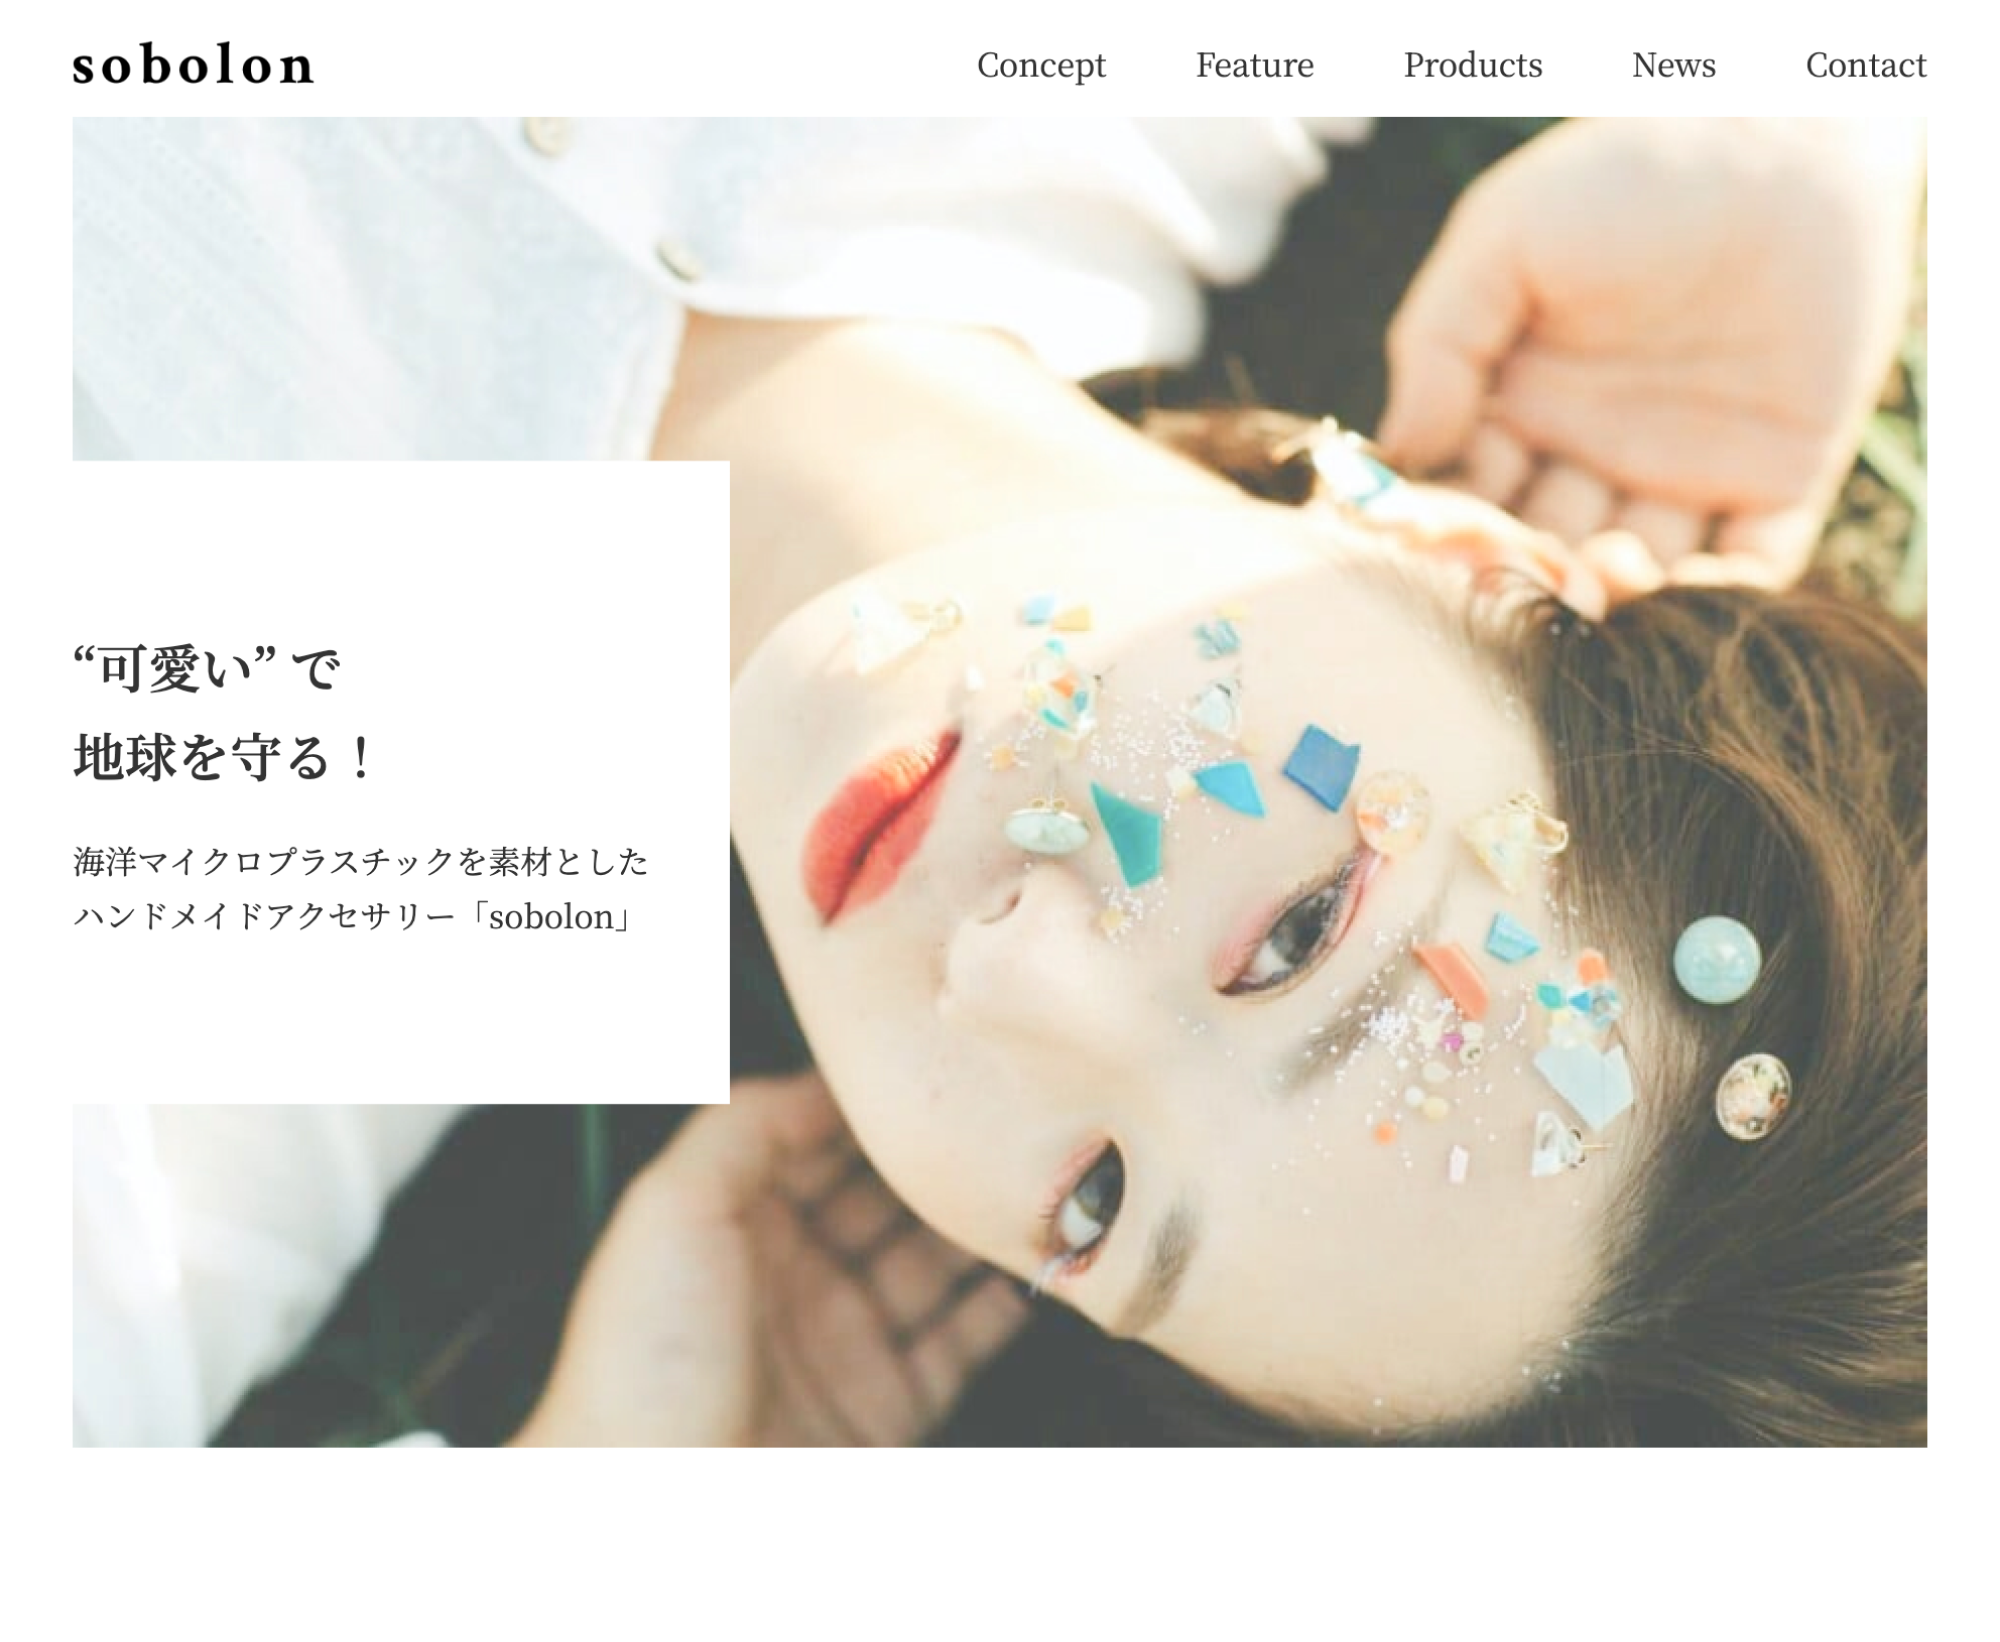 sobolon
Concept Feature Products News Contact
“可愛い” で
地球を守る！
海洋マイクロプラスチックを素材とした
ハンドメイドアクセサリー「sobolon」